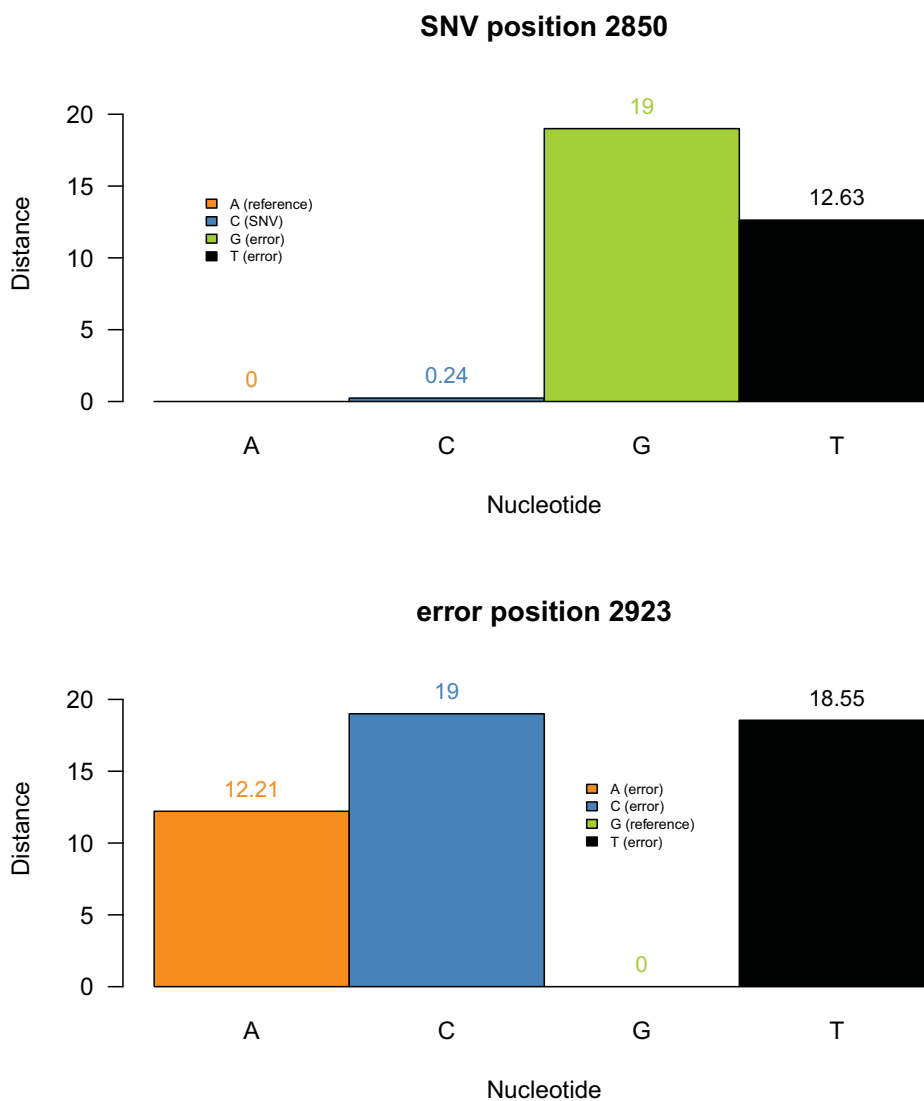 SNV position 2850
Distance
20
15
10
5
0
A (reference)
C (SNV)
G (error)
T (error)
0
0.24
19
12.63
A C G T
Nucleotide
error position 2923
Distance
20
15
10
5
0
12.21
19
0
18.55
A (error)
C (error)
G (reference)
T (error)
A C G T
Nucleotide